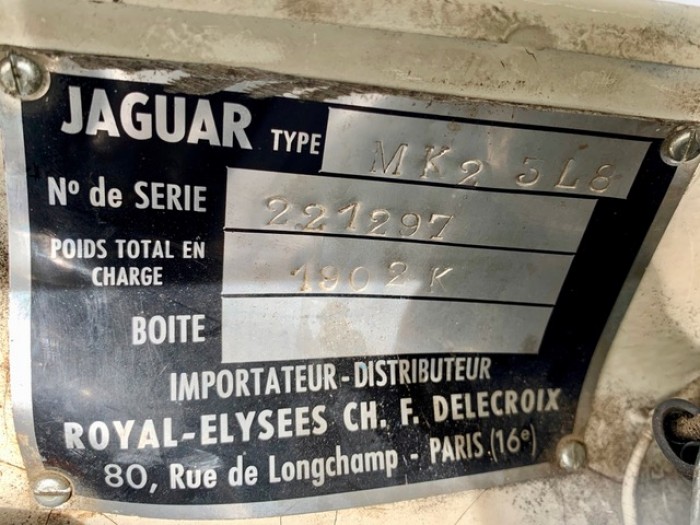 JAGUAR TYPE MK2 3L8
Nº de SERIE 221297
POIDS TOTAL EN
CHARGE 1902 K
BOITE
IMPORTATEUR-DISTRIBUTEUR
ROYAL-ELYSEES CH. F. DELECROIX
80, Rue de Longchamp - PARIS (16e)